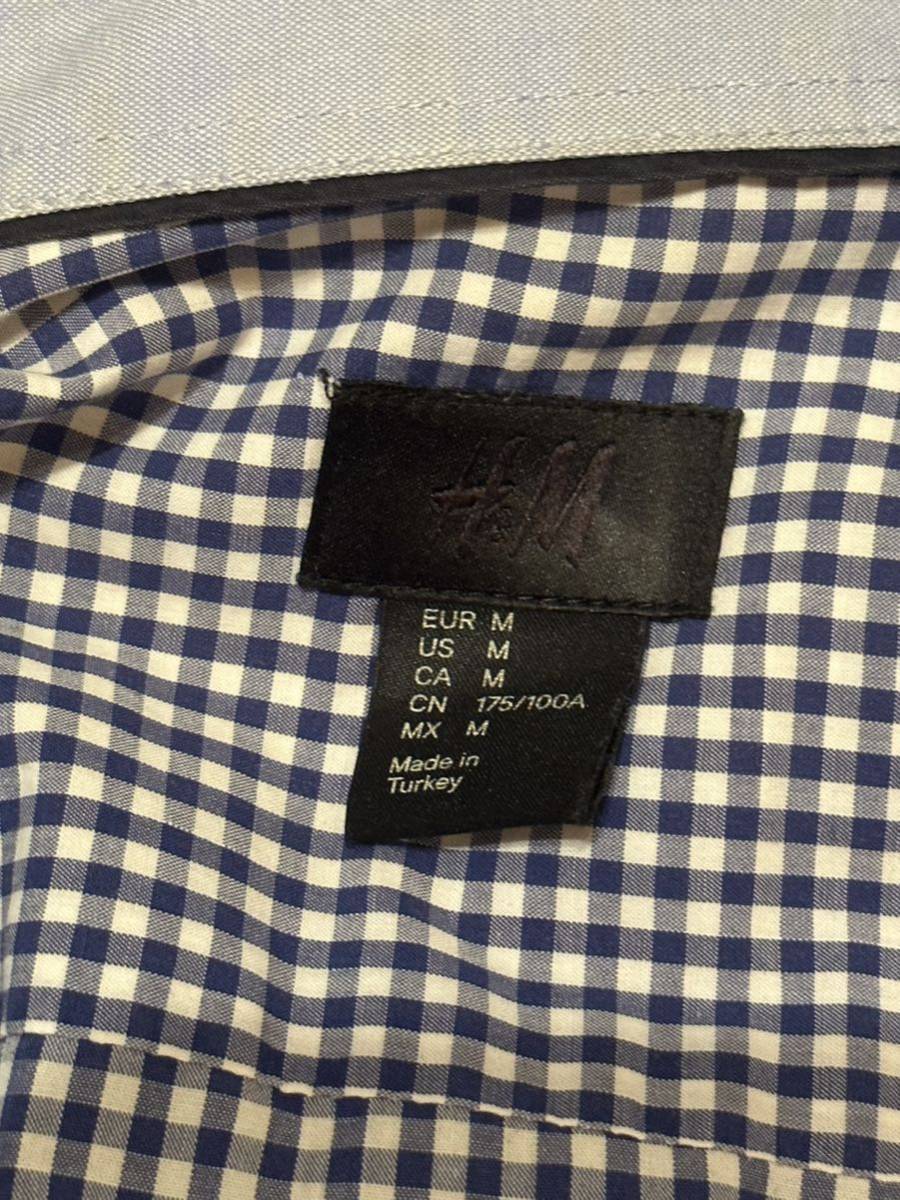 H&M
EUR M
US M
CA M
CN 175/100A
MX M
Made in
Turkey